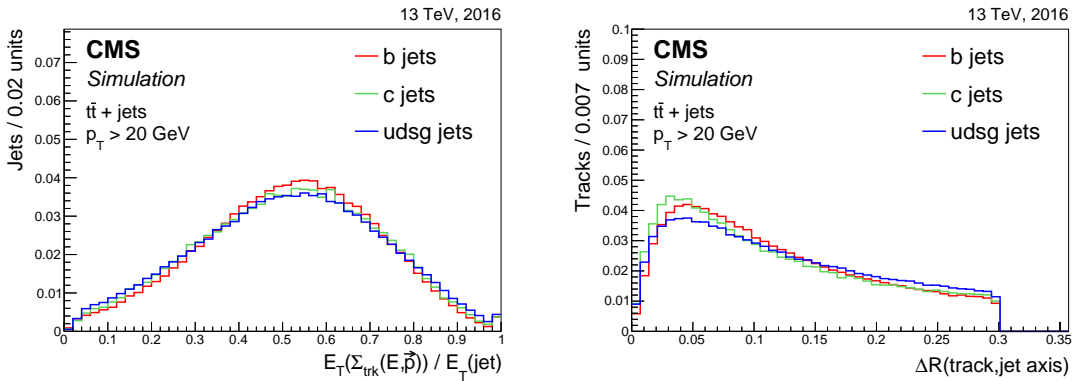 13 TeV, 2016
CMS
Simulation
tt̄ + jets
p_T > 20 GeV
b jets
c jets
udsg jets
Jets / 0.02 units
0.07
0.06
0.05
0.04
0.03
0.02
0.01
0
0 0.1 0.2 0.3 0.4 0.5 0.6 0.7 0.8 0.9 1
E_T(Σ_trk(E,p⃗)) / E_T(jet)
13 TeV, 2016
CMS
Simulation
tt̄ + jets
p_T > 20 GeV
b jets
c jets
udsg jets
Tracks / 0.007 units
0.1
0.09
0.08
0.07
0.06
0.05
0.04
0.03
0.02
0.01
0
0 0.05 0.1 0.15 0.2 0.25 0.3 0.35
ΔR(track,jet axis)